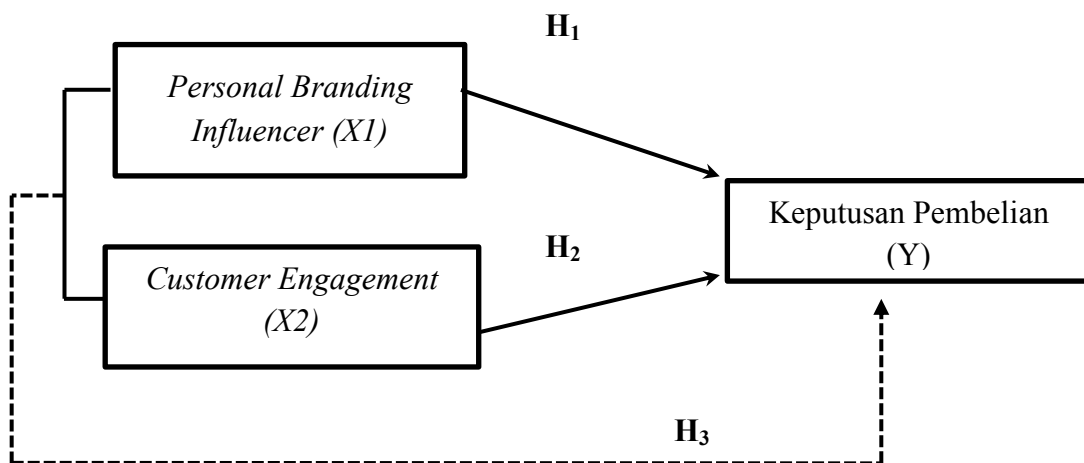 H₁
Personal Branding
Influencer (X1)
Keputusan Pembelian
(Y)
H₂
Customer Engagement
(X2)
H₃